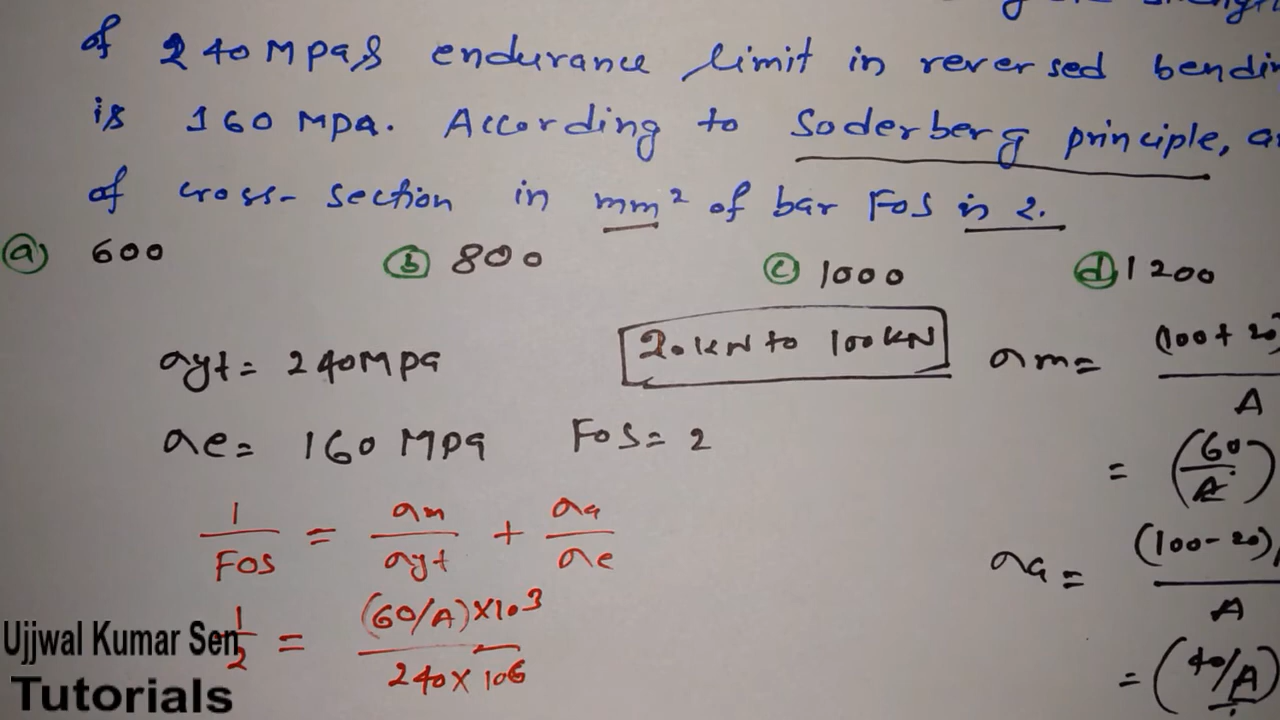 of 240 MPa & endurance limit in reversed
is 160 MPa. According to Soderberg principle,
of cross-section in mm² of bar FoS is 2.
(a) 600 (b) 800 (c) 1000 (d) 1200
σyt = 240 MPa
20 kN to 100 kN
σm = (100 + 20) / A
σe = 160 MPa FoS = 2
= (60/A)
1/FoS = σm/σyt + σa/σe
σa = (100 - 20) / A
1/2 = (60/A) × 10³ / 240 × 10⁶
= (40/A)
Ujjwal Kumar Sen
Tutorials